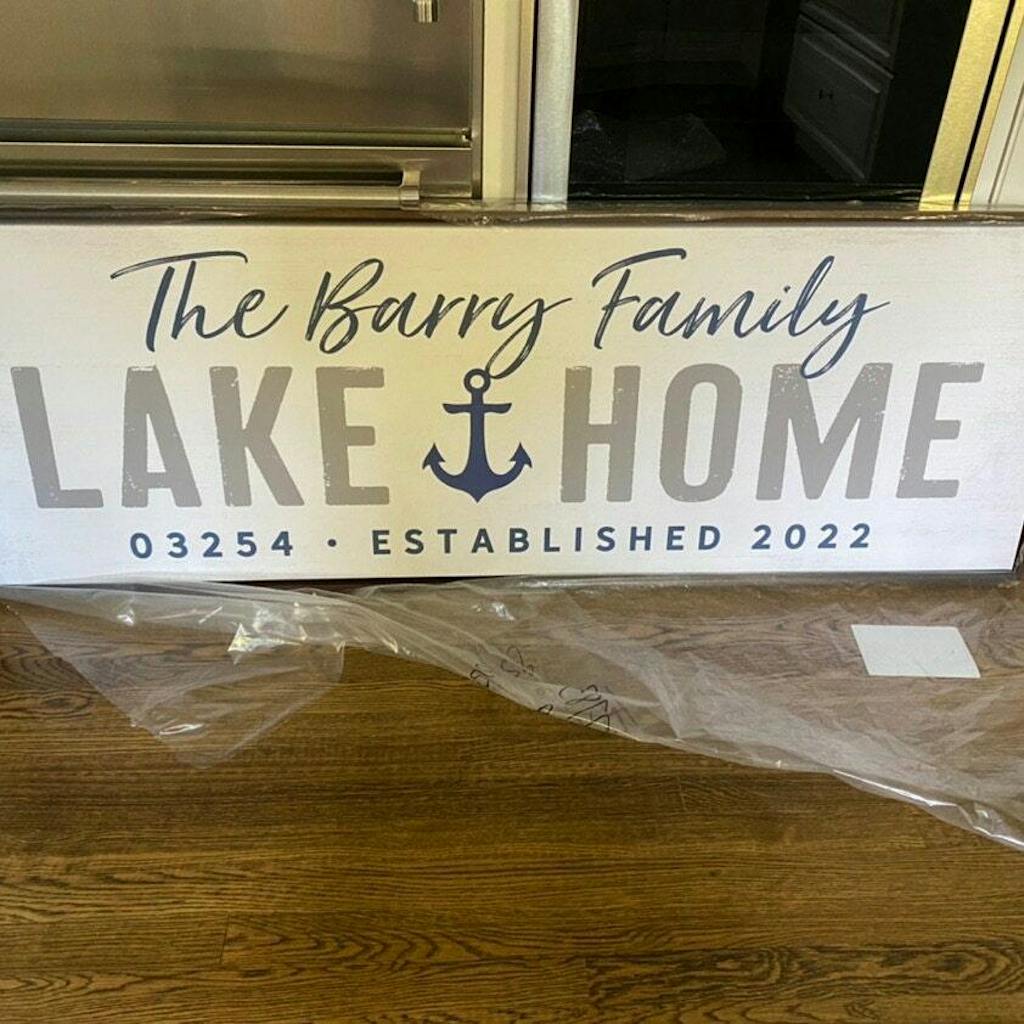 The Barry Family
LAKE HOME
03254 • ESTABLISHED 2022